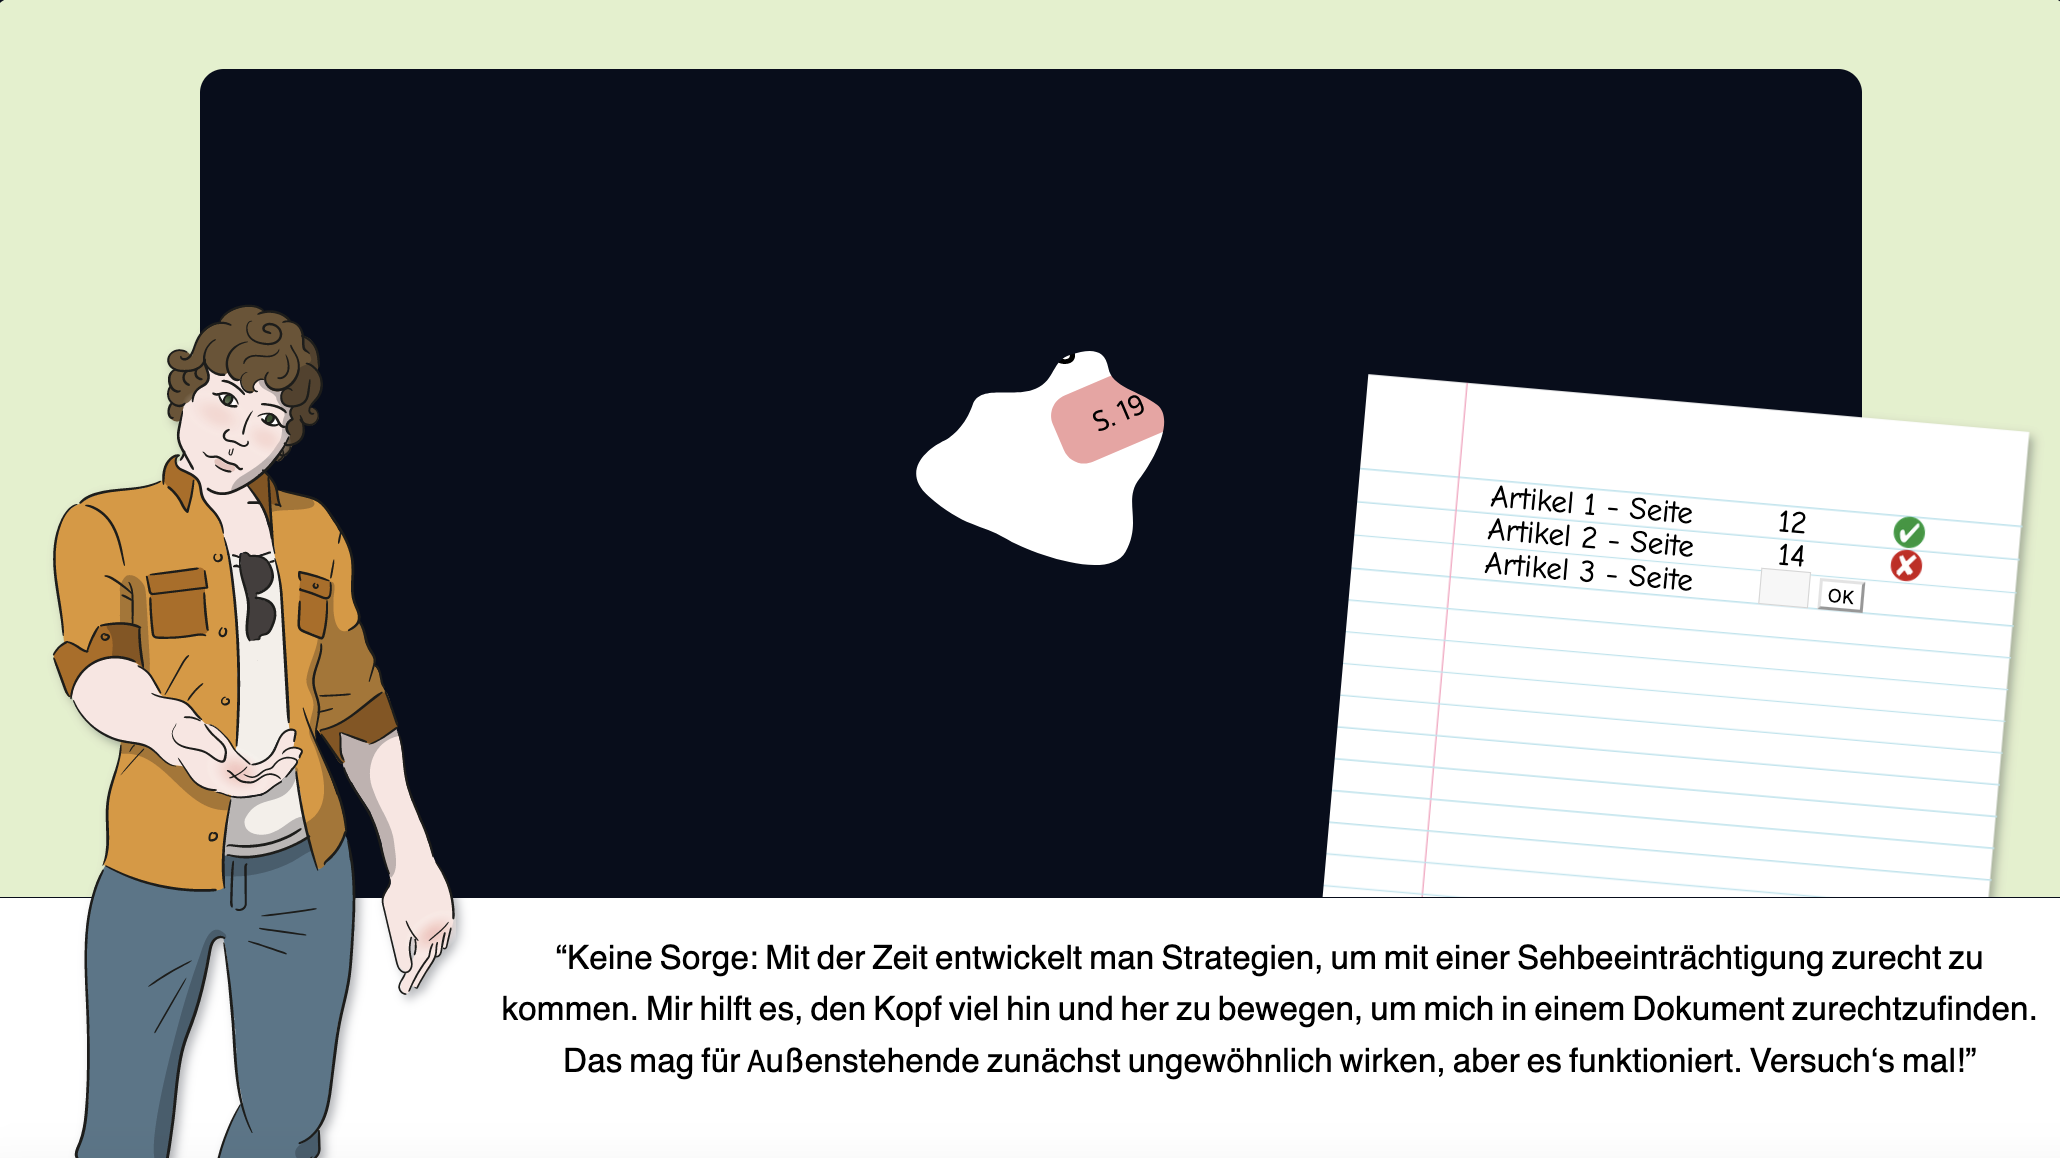 S. 19
Artikel 1 - Seite 12
Artikel 2 - Seite 14
Artikel 3 - Seite
OK
“Keine Sorge: Mit der Zeit entwickelt man Strategien, um mit einer Sehbeeinträchtigung zurecht zu
kommen. Mir hilft es, den Kopf viel hin und her zu bewegen, um mich in einem Dokument zurechtzufinden.
Das mag für Außenstehende zunächst ungewöhnlich wirken, aber es funktioniert. Versuch‘s mal!”